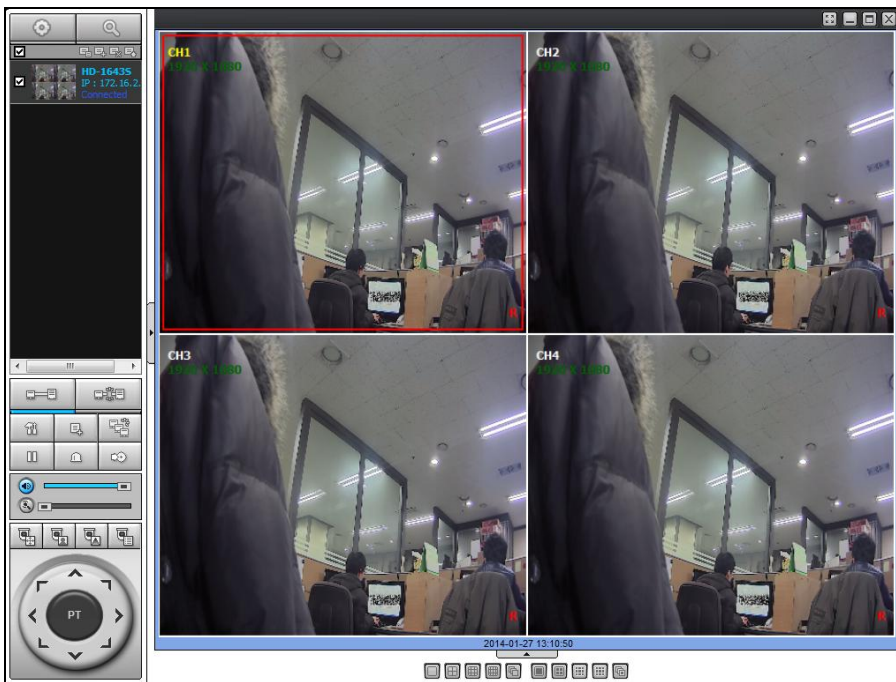 HD-1643S
IP : 172.16.2.
Connected
CH1
1920 X 1080
CH2
1920 X 1080
R
R
CH3
1920 X 1080
CH4
1920 X 1080
R
R
PT
2014-01-27 13:10:50